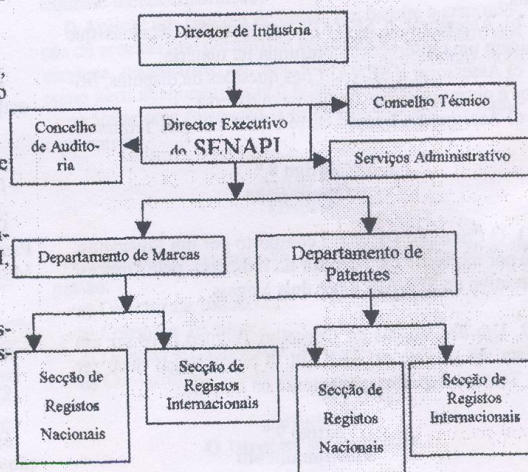 Director de Industria
Concelho Técnico
Concelho
de Audito-
ria
Director Executivo
do SENAPI
Serviços Administrativo
Departamento de Marcas
Departamento de
Patentes
Secção de
Registos
Nacionais
Secção de
Registos
Internacionais
Secção de
Registos
Nacionais
Secção de
Registos
Internacionais